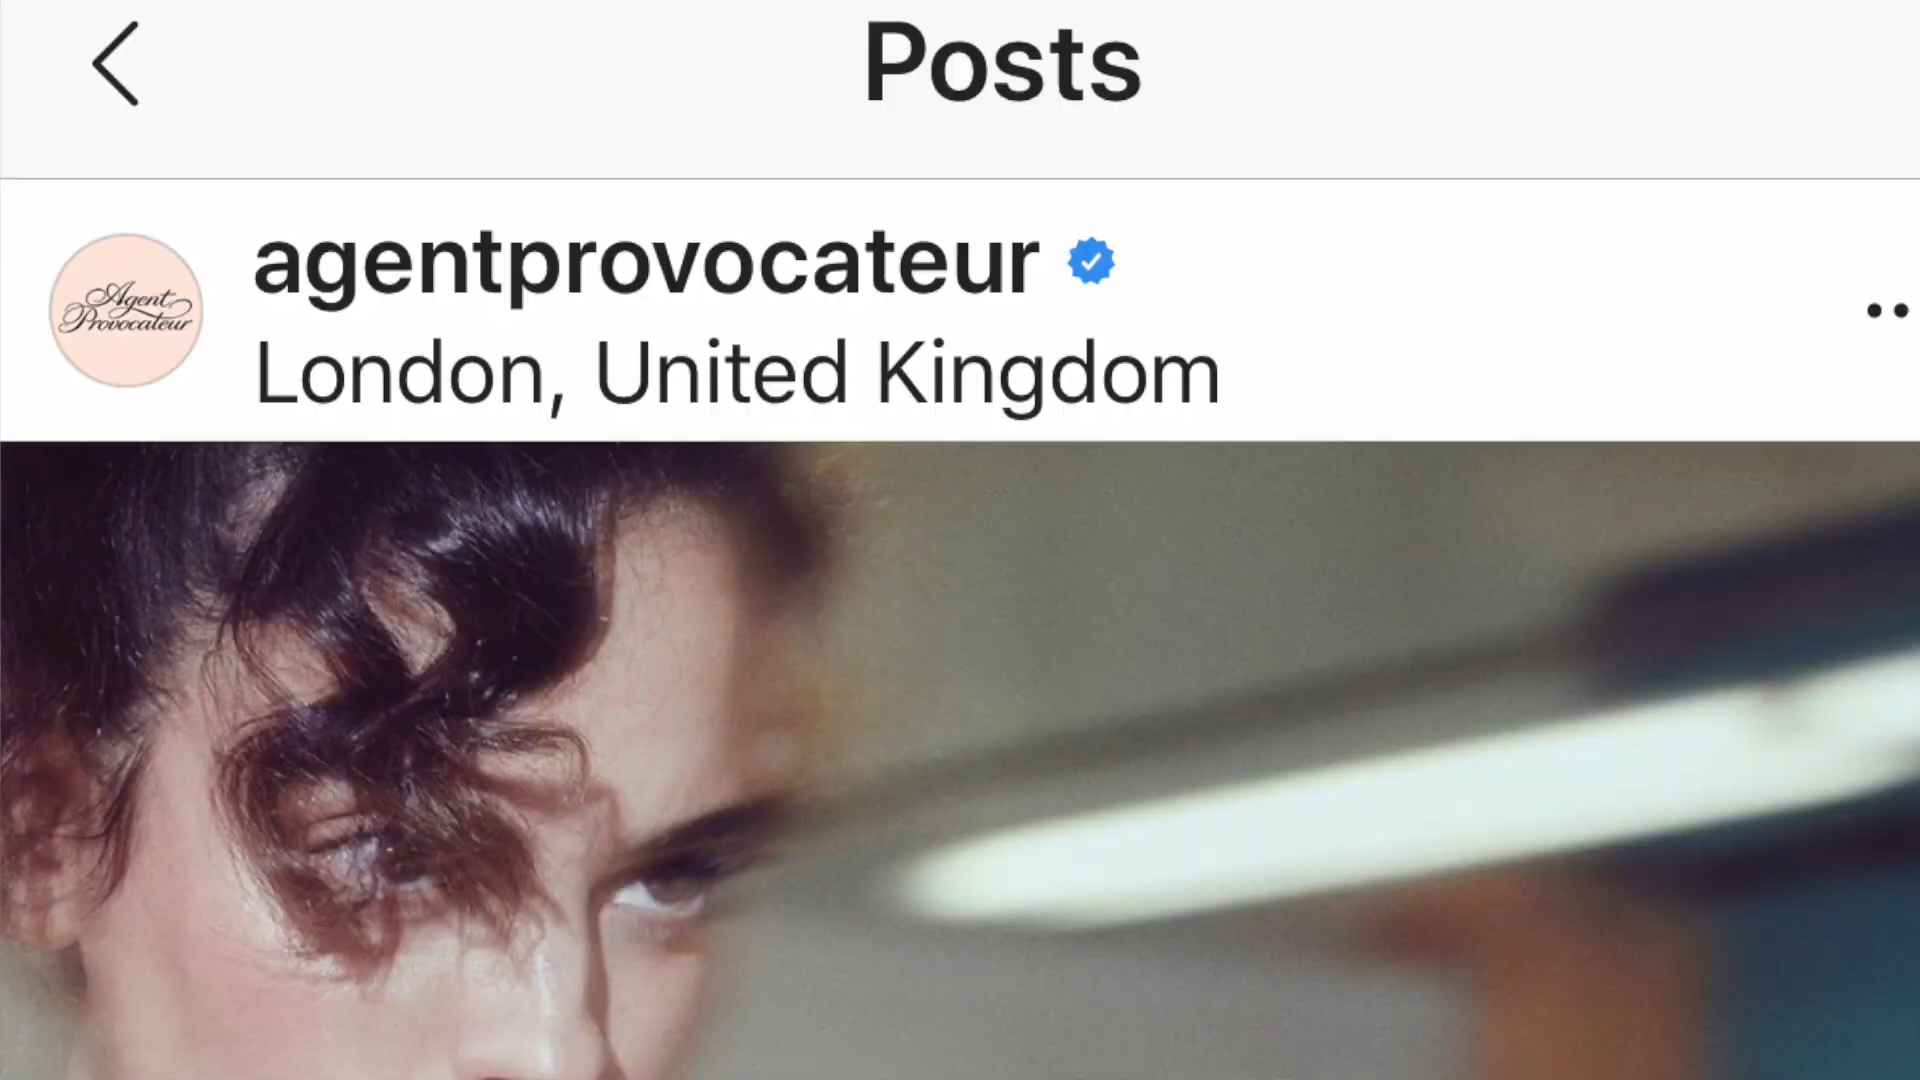 Posts
agentprovocateur
Agent
Provocateur
London, United Kingdom